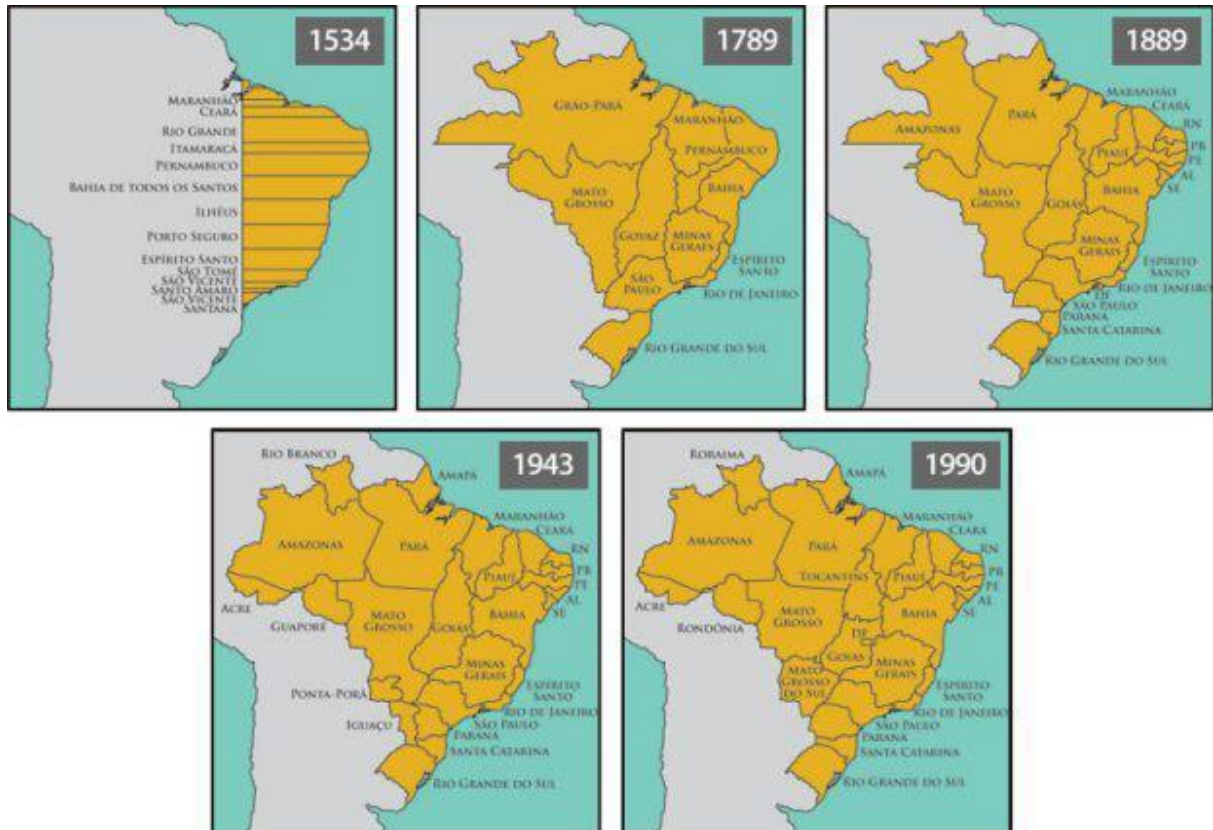 1534
MARANHÃO
CEARÁ
RIO GRANDE
ITAMARACÁ
PERNAMBUCO
BAHIA DE TODOS OS SANTOS
ILHÉUS
PORTO SEGURO
ESPÍRITO SANTO
SÃO TOMÉ
SÃO VICENTE
SANTO AMARO
SÃO VICENTE
SANTANA
1789
GRÃO-PARÁ
MARANHÃO
PERNAMBUCO
BAHIA
MATO
GROSSO
GOYAZ
MINAS
GERAES
ESPÍRITO
SANTO
SÃO
PAULO
RIO DE JANEIRO
RIO GRANDE DO SUL
1889
MARANHÃO
CEARÁ
RN
PB
PE
AL
SE
AMAZONAS
PARÁ
PIAUÍ
MATO
GROSSO
GOIÁS
BAHIA
MINAS
GERAIS
ESPÍRITO
SANTO
RIO DE JANEIRO
DF
SÃO PAULO
PARANÁ
SANTA CATARINA
RIO GRANDE DO SUL
1943
RIO BRANCO
AMAPÁ
MARANHÃO
CEARÁ
RN
PB
PE
AL
SE
AMAZONAS
PARÁ
PIAUÍ
ACRE
GUAPORÉ
MATO
GROSSO
GOIÁS
BAHIA
MINAS
GERAIS
PONTA-PORÃ
IGUAÇU
ESPÍRITO
SANTO
RIO DE JANEIRO
SÃO PAULO
PARANÁ
SANTA CATARINA
RIO GRANDE DO SUL
1990
RORAIMA
AMAPÁ
MARANHÃO
CEARÁ
RN
PB
PE
AL
SE
AMAZONAS
PARÁ
TOCANTINS
PIAUÍ
ACRE
RONDÔNIA
MATO
GROSSO
BAHIA
DF
GOIÁS
MATO
GROSSO
DO SUL
MINAS
GERAIS
ESPÍRITO
SANTO
RIO DE JANEIRO
SÃO PAULO
PARANÁ
SANTA CATARINA
RIO GRANDE DO SUL